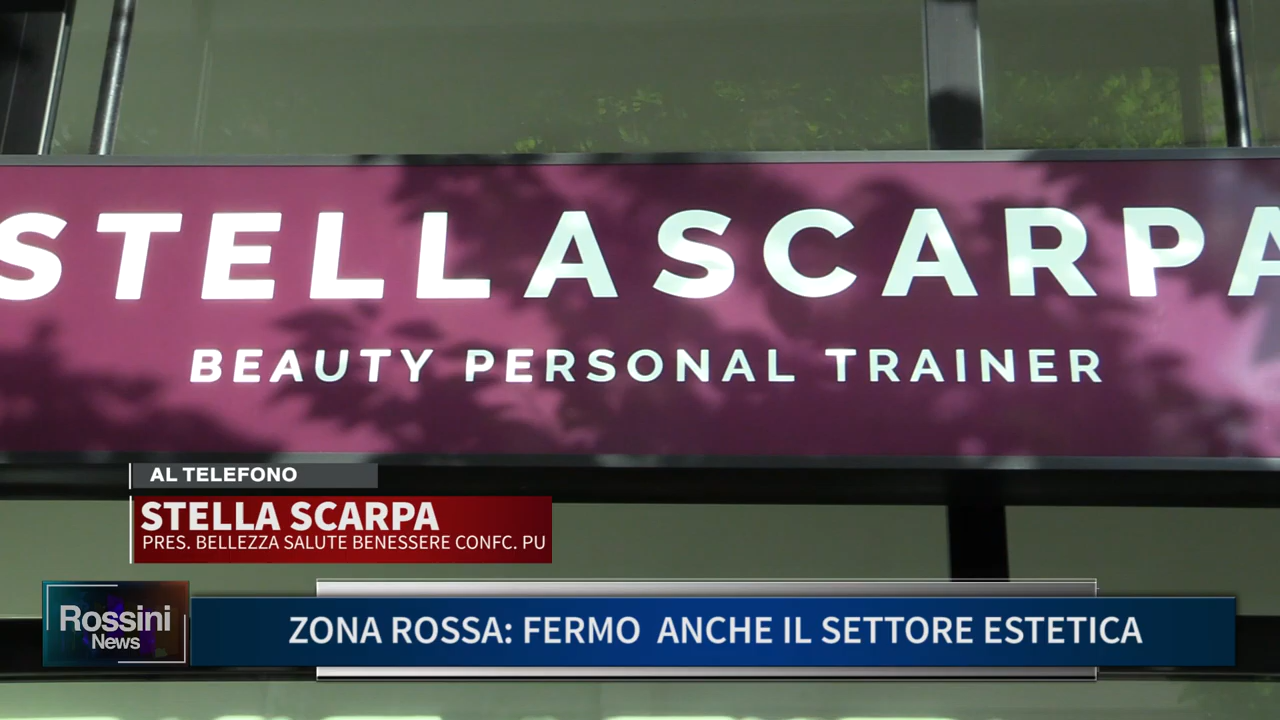 STELLASCARPA
BEAUTY PERSONAL TRAINER
AL TELEFONO
STELLA SCARPA
PRES. BELLEZZA SALUTE BENESSERE CONFC. PU
Rossini
News
ZONA ROSSA: FERMO  ANCHE IL SETTORE ESTETICA